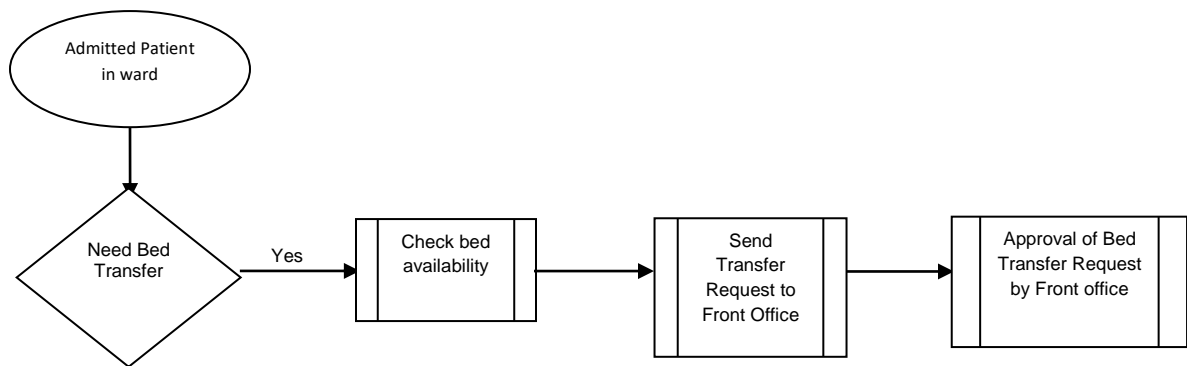 Admitted Patient
in ward
Need Bed
Transfer
Yes
Check bed
availability
Send
Transfer
Request to
Front Office
Approval of Bed
Transfer Request
by Front office